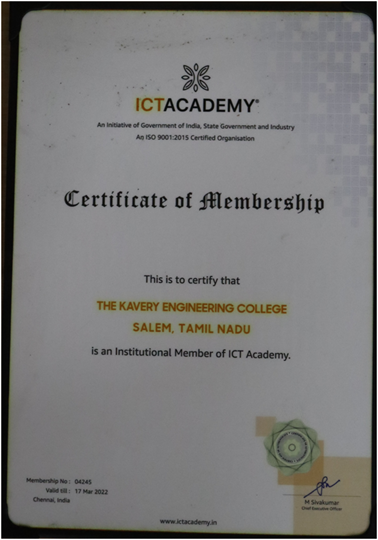 ICTACADEMY®
An Initiative of Government of India, State Government and Industry
An ISO 9001:2015 Certified Organisation
Certificate of Membership
This is to certify that
THE KAVERY ENGINEERING COLLEGE
SALEM, TAMIL NADU
is an Institutional Member of ICT Academy.
Membership No : 04245
Valid till : 17 Mar 2022
Chennai, India
M Sivakumar
Chief Executive Officer
www.ictacademy.in